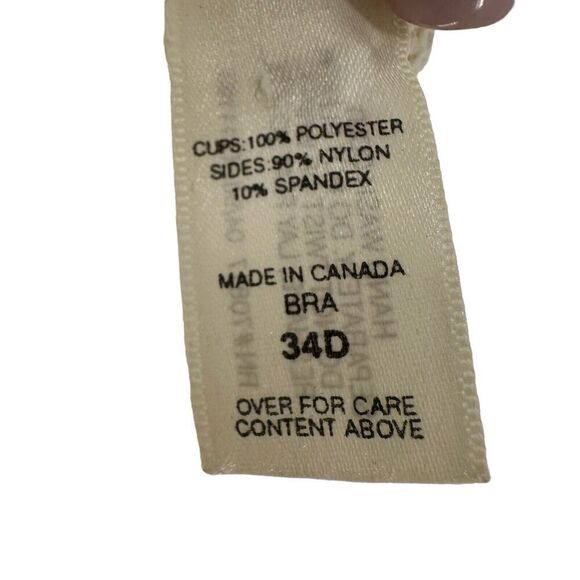 CUPS:100% POLYESTER
SIDES:90% NYLON
10% SPANDEX
MADE IN CANADA
BRA
34D
OVER FOR CARE
CONTENT ABOVE